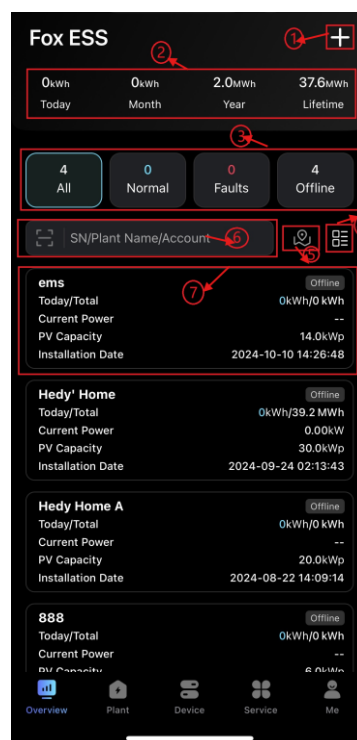 Fox ESS
①
②
0kWh 0kWh 2.0MWh 37.6MWh
Today Month Year Lifetime
③
4 0 0 4
All Normal Faults Offline
SN/Plant Name/Account ⑥ ⑤
⑦
ems Offline
Today/Total 0kWh/0 kWh
Current Power --
PV Capacity 14.0kWp
Installation Date 2024-10-10 14:26:48
Hedy' Home Offline
Today/Total 0kWh/39.2 MWh
Current Power 0.00kW
PV Capacity 30.0kWp
Installation Date 2024-09-24 02:13:43
Hedy Home A Offline
Today/Total 0kWh/0 kWh
Current Power --
PV Capacity 20.0kWp
Installation Date 2024-08-22 14:09:14
888 Offline
Today/Total 0kWh/0 kWh
Current Power --
PV Capacity 6.0kWp
Overview Plant Device Service Me